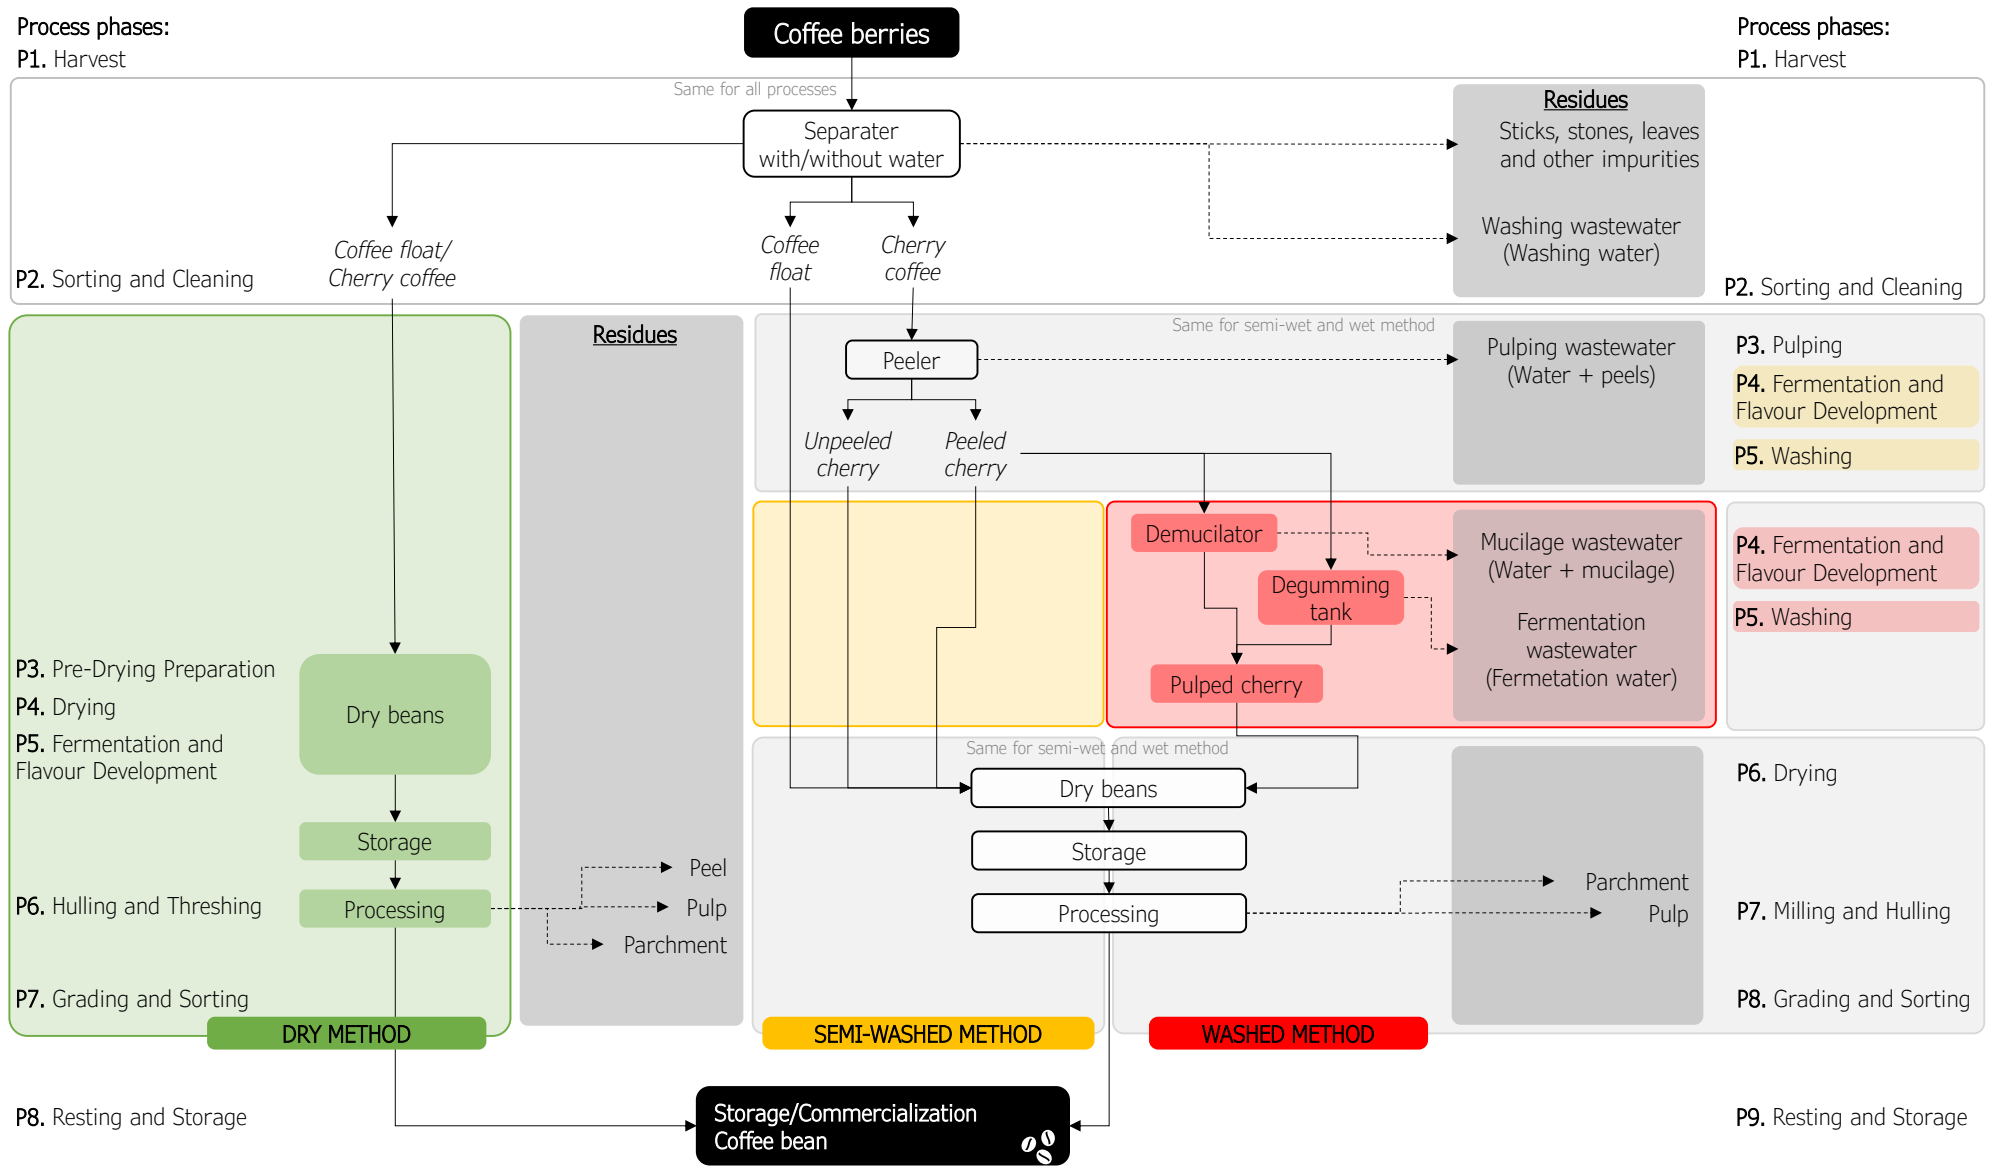 Process phases:
P1. Harvest
Coffee berries
Process phases:
P1. Harvest
Same for all processes
Separater
with/without water
Residues
Sticks, stones, leaves
and other impurities
Washing wastewater
(Washing water)
Coffee float/
Cherry coffee
Coffee
float
Cherry
coffee
P2. Sorting and Cleaning
P2. Sorting and Cleaning
Residues
Same for semi-wet and wet method
Peeler
Pulping wastewater
(Water + peels)
P3. Pulping
P4. Fermentation and
Flavour Development
P5. Washing
Unpeeled
cherry
Peeled
cherry
Demucilator
Degumming
tank
Pulped cherry
Mucilage wastewater
(Water + mucilage)
Fermentation
wastewater
(Fermetation water)
P4. Fermentation and
Flavour Development
P5. Washing
P3. Pre-Drying Preparation
P4. Drying
P5. Fermentation and
Flavour Development
Dry beans
Storage
P6. Hulling and Threshing
Processing
Peel
Pulp
Parchment
P7. Grading and Sorting
DRY METHOD
Same for semi-wet and wet method
Dry beans
Storage
Processing
Parchment
Pulp
P6. Drying
P7. Milling and Hulling
P8. Grading and Sorting
SEMI-WASHED METHOD
WASHED METHOD
P8. Resting and Storage
Storage/Commercialization
Coffee bean
P9. Resting and Storage